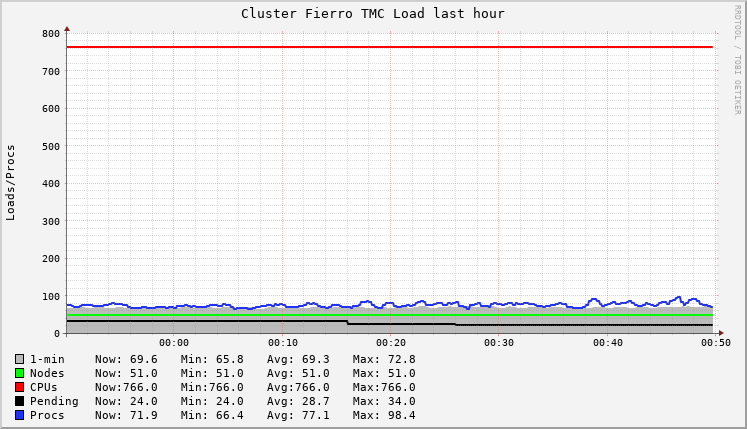 Cluster Fierro TMC Load last hour
RRDTOOL / TOBI OETIKER
Loads/Procs
800
700
600
500
400
300
200
100
0
00:00 00:10 00:20 00:30 00:40 00:50
1-min Now: 69.6 Min: 65.8 Avg: 69.3 Max: 72.8
Nodes Now: 51.0 Min: 51.0 Avg: 51.0 Max: 51.0
CPUs Now:766.0 Min:766.0 Avg:766.0 Max:766.0
Pending Now: 24.0 Min: 24.0 Avg: 28.7 Max: 34.0
Procs Now: 71.9 Min: 66.4 Avg: 77.1 Max: 98.4